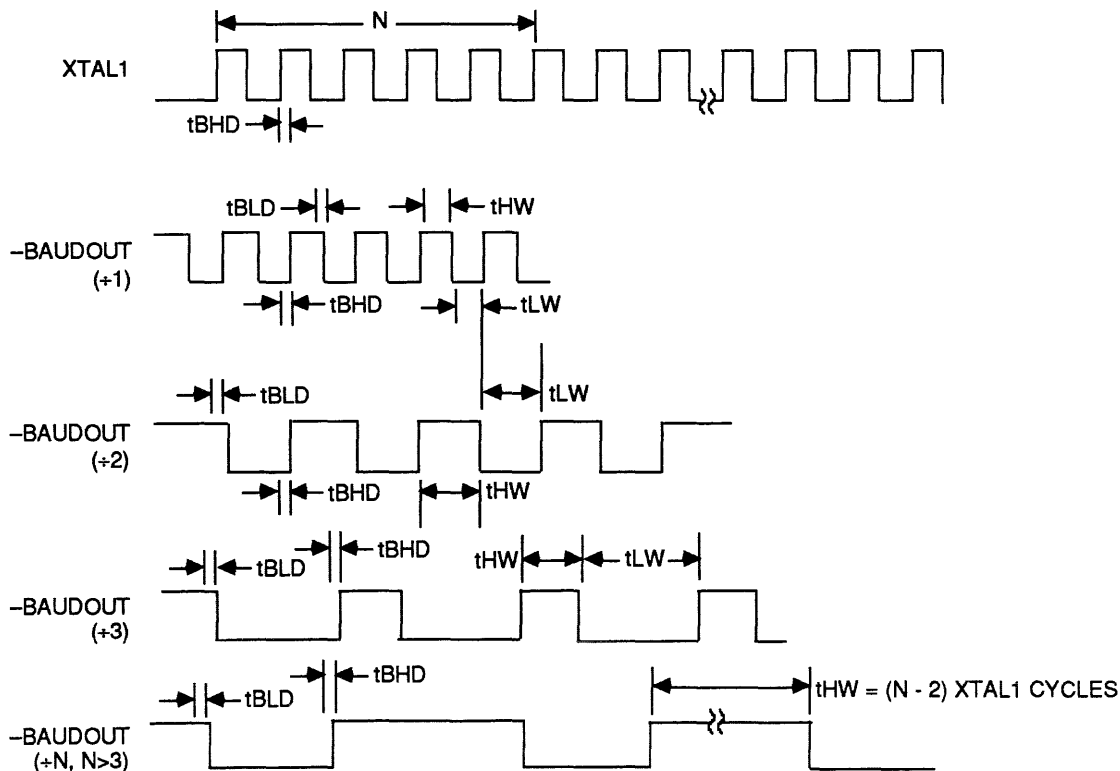 N
XTAL1
tBHD
tBLD
tHW
–BAUDOUT
(÷1)
tBHD
tLW
tBLD
tLW
–BAUDOUT
(÷2)
tBHD
tHW
tBHD
tBLD
tHW
tLW
–BAUDOUT
(÷3)
tBHD
tBLD
tHW = (N - 2) XTAL1 CYCLES
–BAUDOUT
(÷N, N>3)